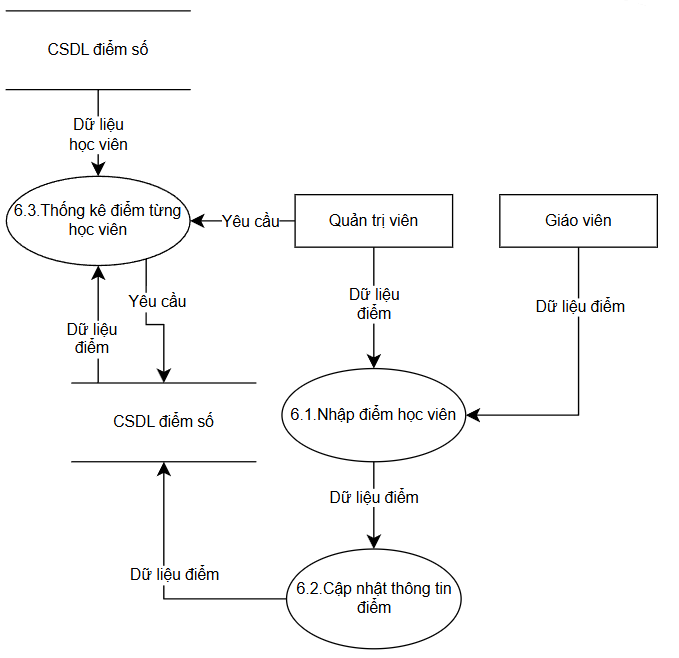 CSDL điểm số
Dữ liệu
học viên
6.3.Thống kê điểm từng
học viên
Yêu cầu
Quản trị viên
Giáo viên
Yêu cầu
Dữ liệu
điểm
Dữ liệu điểm
Dữ liệu
điểm
CSDL điểm số
6.1.Nhập điểm học viên
Dữ liệu điểm
Dữ liệu điểm
6.2.Cập nhật thông tin
điểm